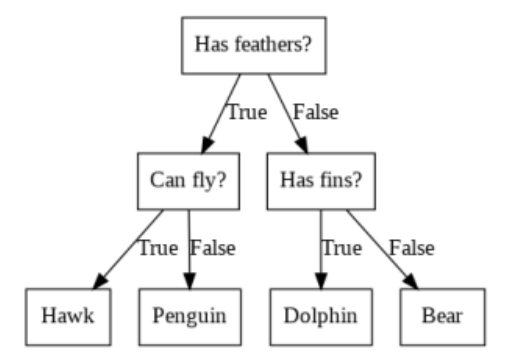 Has feathers?
True
False
Can fly?
Has fins?
True
False
True
False
Hawk
Penguin
Dolphin
Bear